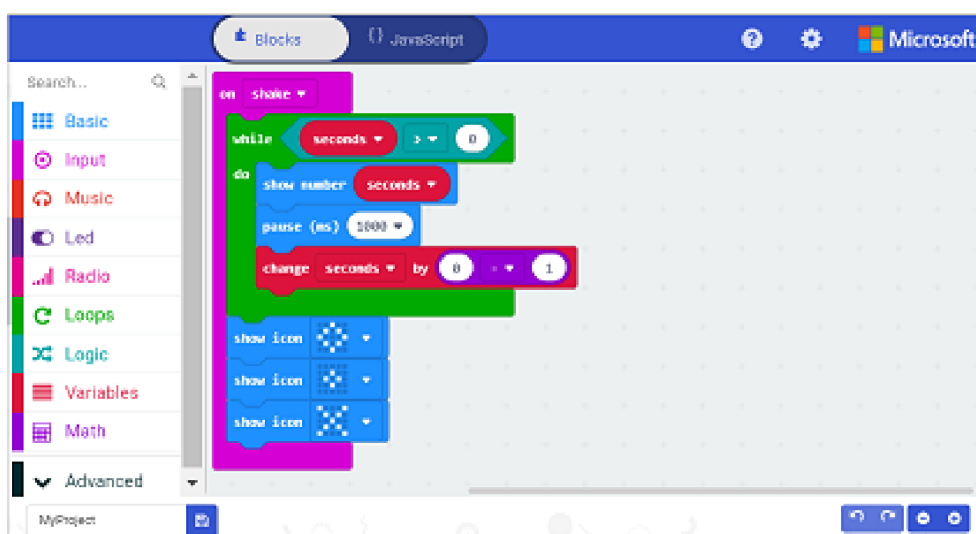 Blocks
{} JavaScript
Microsoft
Search...
Basic
Input
Music
Led
Radio
Loops
Logic
Variables
Math
Advanced
MyProject
on shake
while seconds > 0
do
show number seconds
pause (ms) 1000
change seconds by 0 - 1
show icon
show icon
show icon